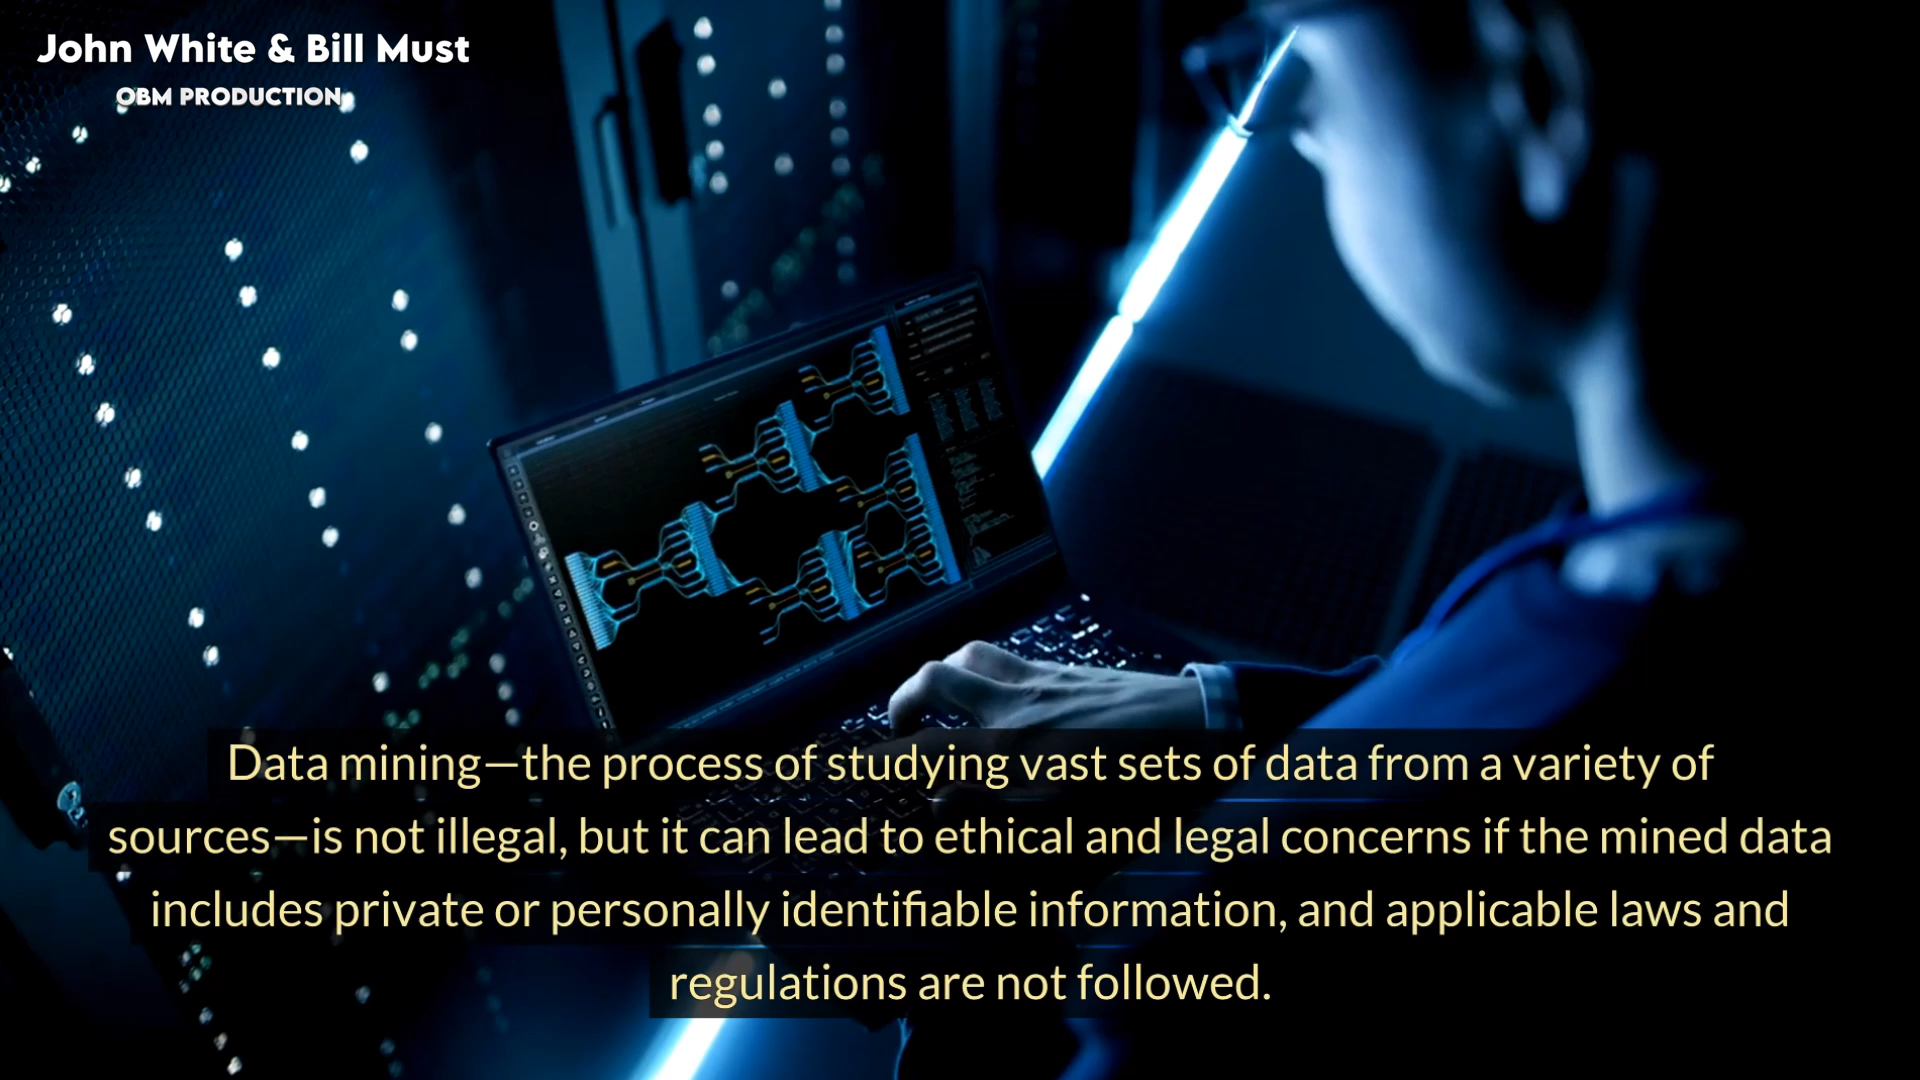 John White & Bill Must
OBM PRODUCTION
Data mining—the process of studying vast sets of data from a variety of
sources—is not illegal, but it can lead to ethical and legal concerns if the mined data
includes private or personally identifiable information, and applicable laws and
regulations are not followed.